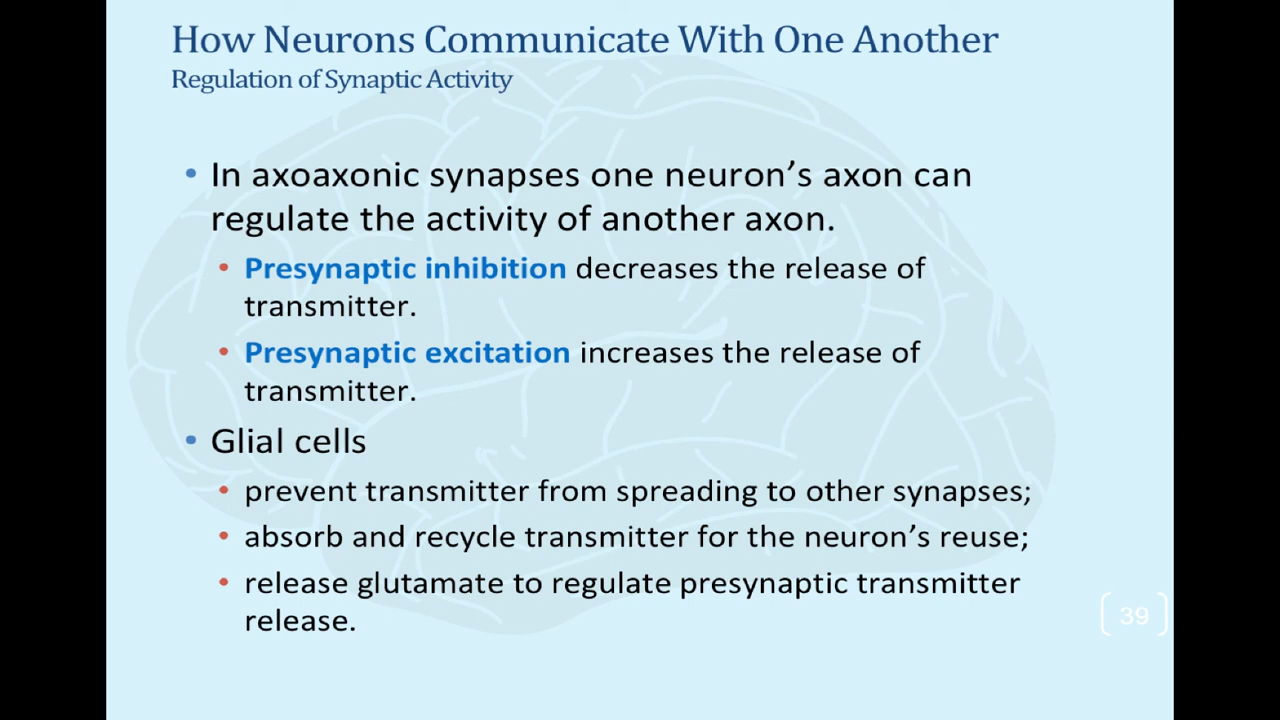 How Neurons Communicate With One Another
Regulation of Synaptic Activity
• In axoaxonic synapses one neuron’s axon can
regulate the activity of another axon.
• Presynaptic inhibition decreases the release of
transmitter.
• Presynaptic excitation increases the release of
transmitter.
• Glial cells
• prevent transmitter from spreading to other synapses;
• absorb and recycle transmitter for the neuron’s reuse;
• release glutamate to regulate presynaptic transmitter
release.
39